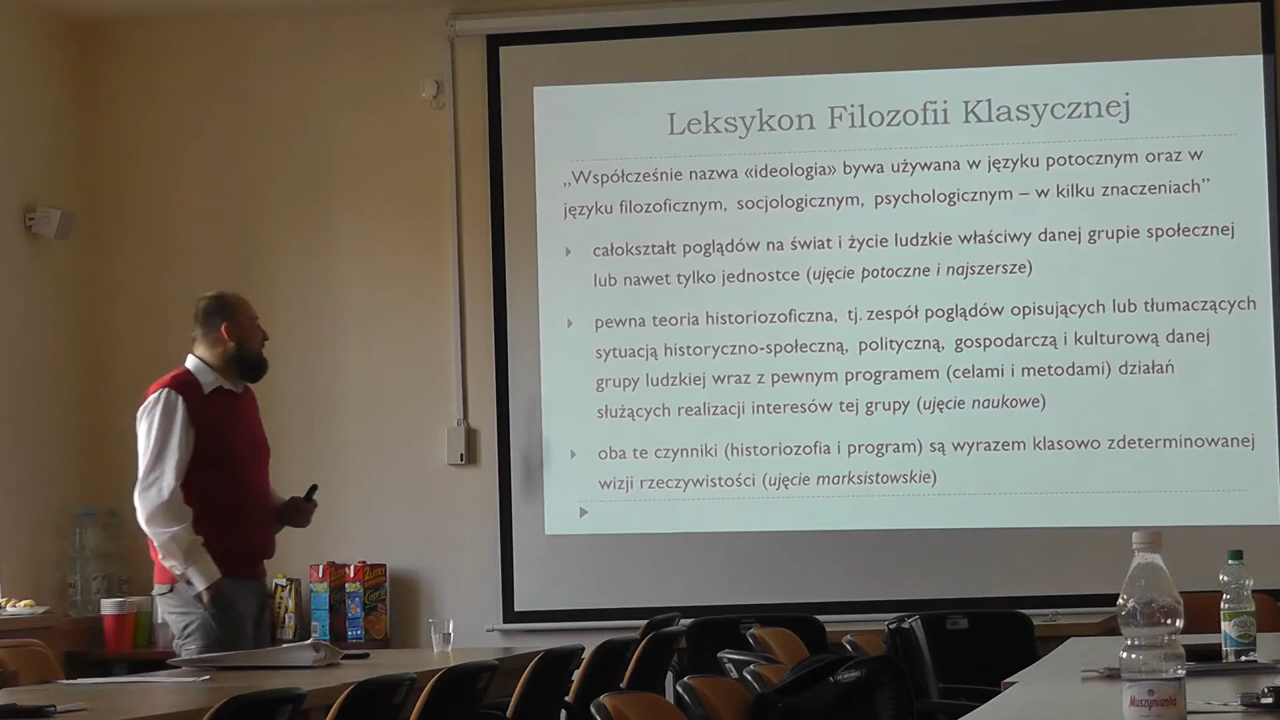 Leksykon Filozofii Klasycznej
„Współcześnie nazwa «ideologia» bywa używana w języku potocznym oraz w
języku filozoficznym, socjologicznym, psychologicznym – w kilku znaczeniach”
całokształt poglądów na świat i życie ludzkie właściwy danej grupie społecznej
lub nawet tylko jednostce (ujęcie potoczne i najszersze)
pewna teoria historiozoficzna, tj. zespół poglądów opisujących lub tłumaczących
sytuacją historyczno-społeczną, polityczną, gospodarczą i kulturową danej
grupy ludzkiej wraz z pewnym programem (celami i metodami) działań
służących realizacji interesów tej grupy (ujęcie naukowe)
oba te czynniki (historiozofia i program) są wyrazem klasowo zdeterminowanej
wizji rzeczywistości (ujęcie marksistowskie)
Caprio
Muszynianka